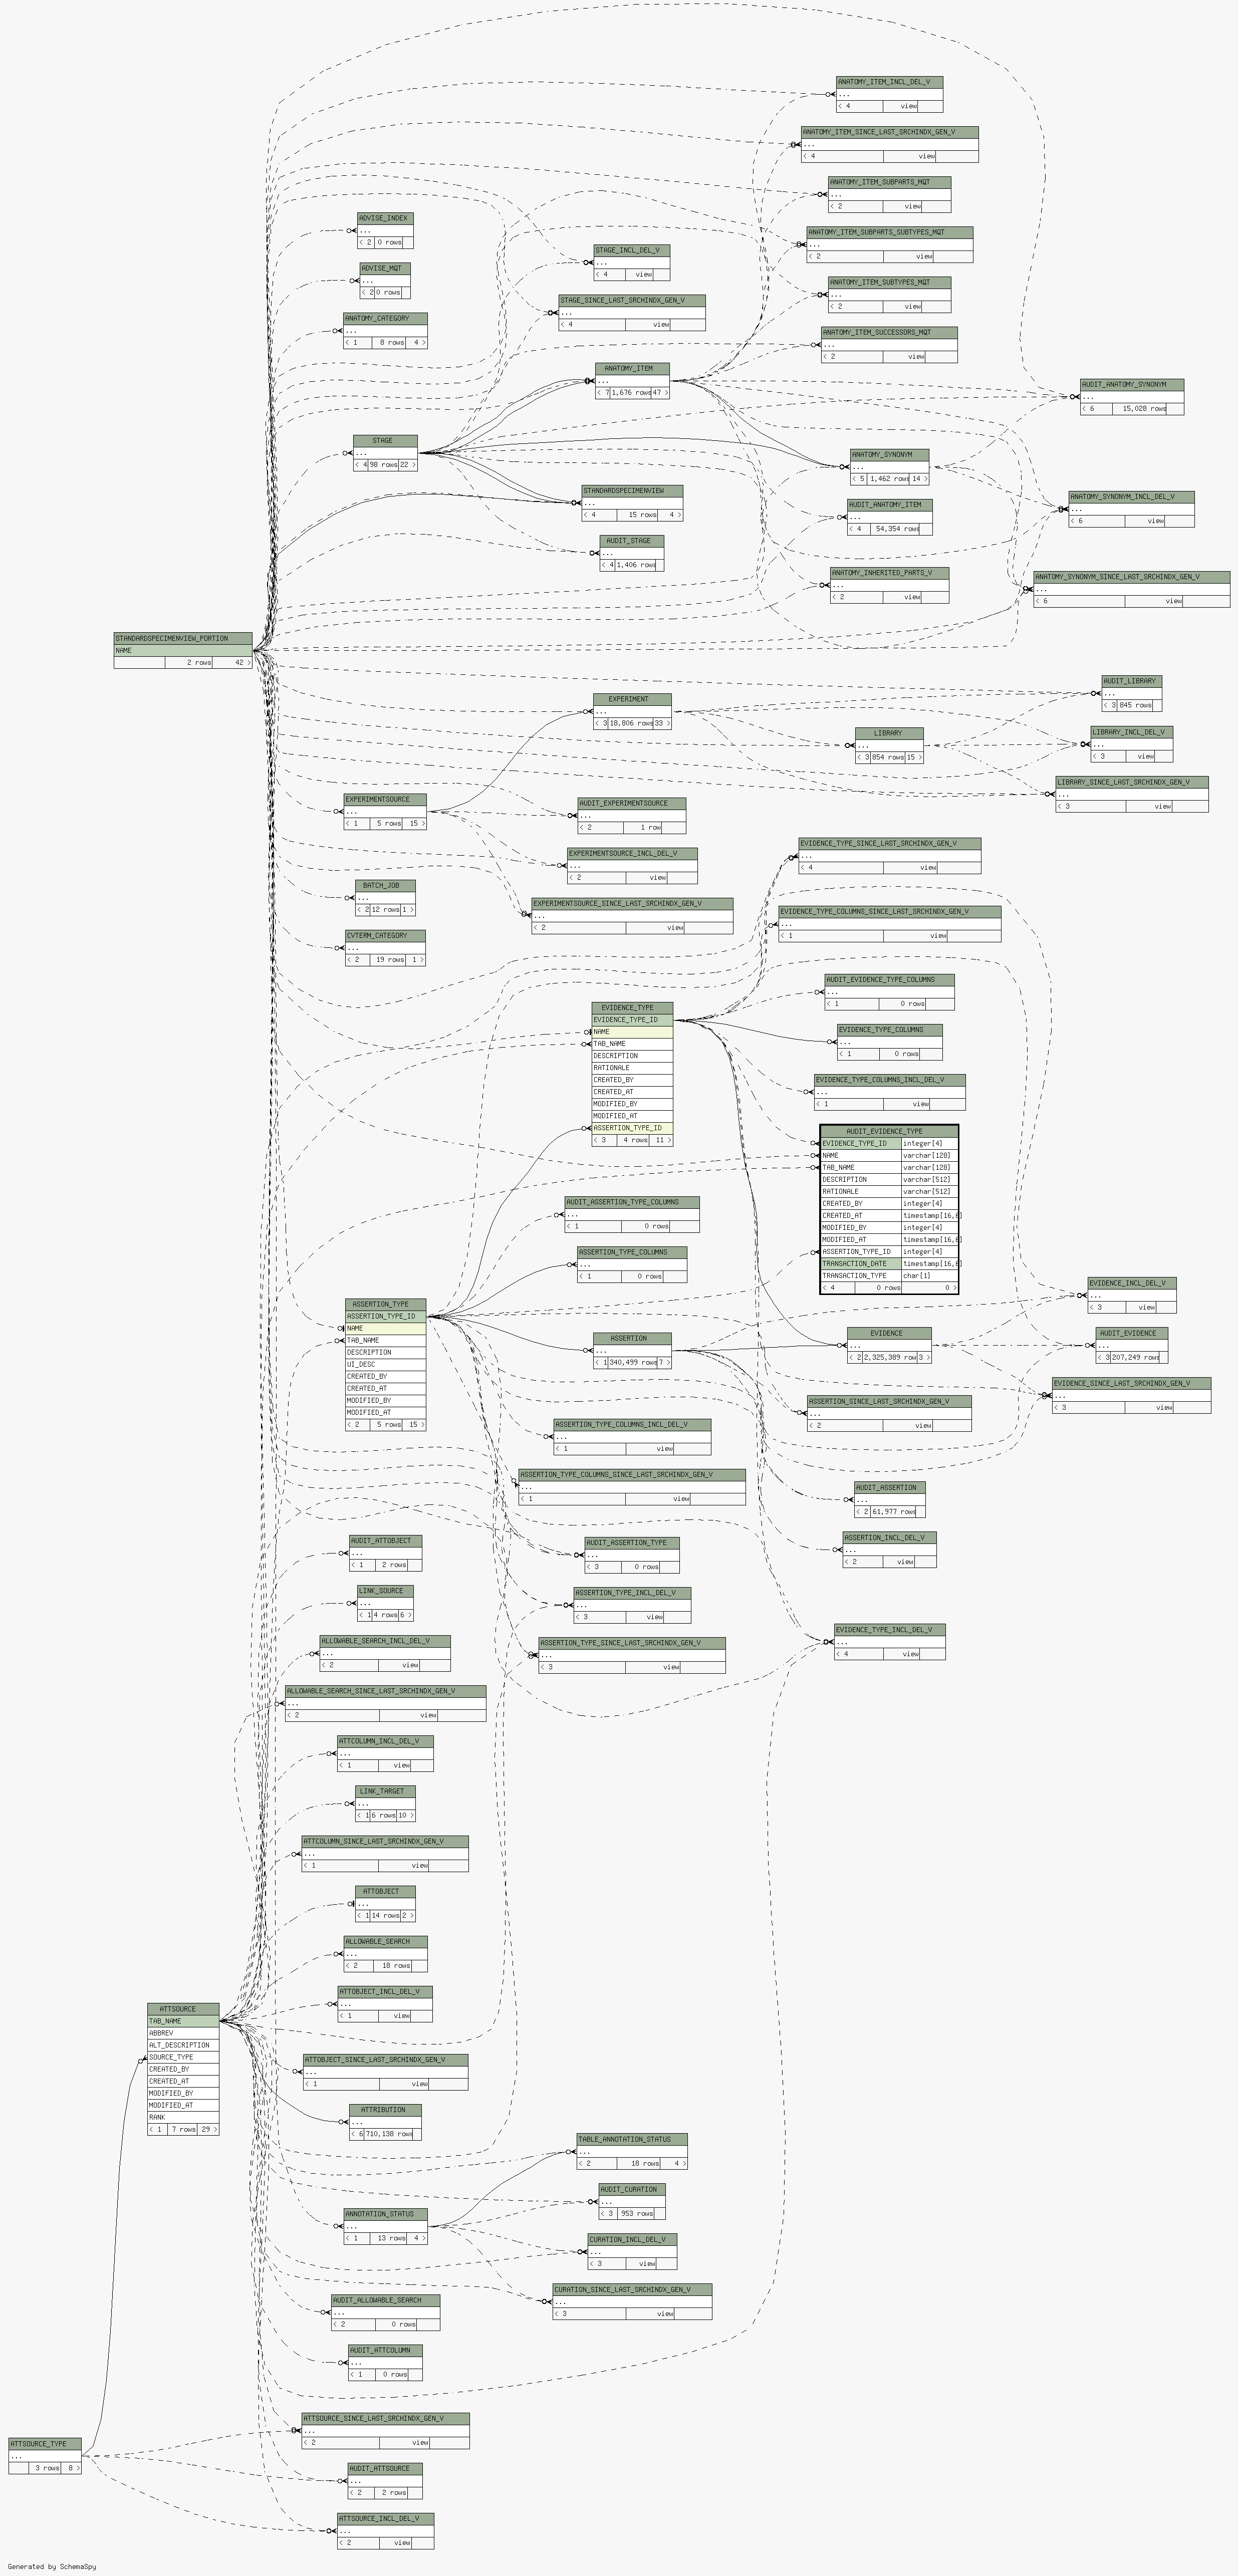 ANATOMY_ITEM_INCL_DEL_V
...
< 4 view
ANATOMY_ITEM_SINCE_LAST_SRCHINDX_GEN_V
...
< 4 view
ANATOMY_ITEM_SUBPARTS_MQT
...
< 2 view
ADVISE_INDEX
...
< 2 0 rows
ANATOMY_ITEM_SUBPARTS_SUBTYPES_MQT
...
< 2 view
STAGE_INCL_DEL_V
...
< 4 view
ADVISE_MQT
...
< 2 0 rows
ANATOMY_ITEM_SUBTYPES_MQT
...
< 2 view
STAGE_SINCE_LAST_SRCHINDX_GEN_V
...
< 4 view
ANATOMY_CATEGORY
...
< 1 8 rows 4 >
ANATOMY_ITEM_SUCCESSORS_MQT
...
< 2 view
ANATOMY_ITEM
...
< 7 1,676 rows 47 >
AUDIT_ANATOMY_SYNONYM
...
< 6 15,028 rows
STAGE
...
< 4 98 rows 22 >
ANATOMY_SYNONYM
...
< 5 1,462 rows 14 >
STANDARDSPECIMENVIEW
...
< 4 15 rows 4 >
ANATOMY_SYNONYM_INCL_DEL_V
...
< 6 view
AUDIT_ANATOMY_ITEM
...
< 4 54,354 rows
AUDIT_STAGE
...
< 4 1,406 rows
ANATOMY_INHERITED_PARTS_V
...
< 2 view
ANATOMY_SYNONYM_SINCE_LAST_SRCHINDX_GEN_V
...
< 6 view
STANDARDSPECIMENVIEW_PORTION
NAME
2 rows 42 >
AUDIT_LIBRARY
...
< 3 845 rows
EXPERIMENT
...
< 3 18,806 rows 33 >
LIBRARY
...
< 3 854 rows 15 >
LIBRARY_INCL_DEL_V
...
< 3 view
LIBRARY_SINCE_LAST_SRCHINDX_GEN_V
...
< 3 view
EXPERIMENTSOURCE
...
< 1 5 rows 15 >
AUDIT_EXPERIMENTSOURCE
...
< 2 1 row
EVIDENCE_TYPE_SINCE_LAST_SRCHINDX_GEN_V
...
< 4 view
EXPERIMENTSOURCE_INCL_DEL_V
...
< 2 view
BATCH_JOB
...
< 2 12 rows 1 >
EXPERIMENTSOURCE_SINCE_LAST_SRCHINDX_GEN_V
...
< 2 view
EVIDENCE_TYPE_COLUMNS_SINCE_LAST_SRCHINDX_GEN_V
...
< 1 view
CVTERM_CATEGORY
...
< 2 19 rows 1 >
AUDIT_EVIDENCE_TYPE_COLUMNS
...
< 1 0 rows
EVIDENCE_TYPE
EVIDENCE_TYPE_ID
NAME
TAB_NAME
DESCRIPTION
RATIONALE
CREATED_BY
CREATED_AT
MODIFIED_BY
MODIFIED_AT
ASSERTION_TYPE_ID
< 3 4 rows 11 >
EVIDENCE_TYPE_COLUMNS
...
< 1 0 rows
EVIDENCE_TYPE_COLUMNS_INCL_DEL_V
...
< 1 view
AUDIT_EVIDENCE_TYPE
EVIDENCE_TYPE_ID integer[4]
NAME varchar[128]
TAB_NAME varchar[128]
DESCRIPTION varchar[512]
RATIONALE varchar[512]
CREATED_BY integer[4]
CREATED_AT timestamp[16,6]
MODIFIED_BY integer[4]
MODIFIED_AT timestamp[16,6]
ASSERTION_TYPE_ID integer[4]
TRANSACTION_DATE timestamp[16,6]
TRANSACTION_TYPE char[1]
< 4 0 rows 0 >
AUDIT_ASSERTION_TYPE_COLUMNS
...
< 1 0 rows
ASSERTION_TYPE_COLUMNS
...
< 1 0 rows
EVIDENCE_INCL_DEL_V
...
< 3 view
ASSERTION_TYPE
ASSERTION_TYPE_ID
NAME
TAB_NAME
DESCRIPTION
UI_DESC
CREATED_BY
CREATED_AT
MODIFIED_BY
MODIFIED_AT
< 2 5 rows 15 >
ASSERTION
...
< 1 340,499 rows 7 >
EVIDENCE
...
< 2 2,325,389 row 3 >
AUDIT_EVIDENCE
...
< 3 207,249 rows
EVIDENCE_SINCE_LAST_SRCHINDX_GEN_V
...
< 3 view
ASSERTION_SINCE_LAST_SRCHINDX_GEN_V
...
< 2 view
ASSERTION_TYPE_COLUMNS_INCL_DEL_V
...
< 1 view
ASSERTION_TYPE_COLUMNS_SINCE_LAST_SRCHINDX_GEN_V
...
< 1 view
AUDIT_ASSERTION
...
< 2 61,977 rows
AUDIT_ATTOBJECT
...
< 1 2 rows
AUDIT_ASSERTION_TYPE
...
< 3 0 rows
ASSERTION_INCL_DEL_V
...
< 2 view
LINK_SOURCE
...
< 1 4 rows 6 >
ASSERTION_TYPE_INCL_DEL_V
...
< 3 view
ALLOWABLE_SEARCH_INCL_DEL_V
...
< 2 view
ASSERTION_TYPE_SINCE_LAST_SRCHINDX_GEN_V
...
< 3 view
EVIDENCE_TYPE_INCL_DEL_V
...
< 4 view
ALLOWABLE_SEARCH_SINCE_LAST_SRCHINDX_GEN_V
...
< 2 view
ATTCOLUMN_INCL_DEL_V
...
< 1 view
LINK_TARGET
...
< 1 6 rows 10 >
ATTCOLUMN_SINCE_LAST_SRCHINDX_GEN_V
...
< 1 view
ATTOBJECT
...
< 1 14 rows 2 >
ALLOWABLE_SEARCH
...
< 2 18 rows
ATTOBJECT_INCL_DEL_V
...
< 1 view
ATTSOURCE
TAB_NAME
ABBREV
ALT_DESCRIPTION
SOURCE_TYPE
CREATED_BY
CREATED_AT
MODIFIED_BY
MODIFIED_AT
RANK
< 1 7 rows 29 >
ATTOBJECT_SINCE_LAST_SRCHINDX_GEN_V
...
< 1 view
ATTRIBUTION
...
< 6 710,138 rows
TABLE_ANNOTATION_STATUS
...
< 2 18 rows 4 >
AUDIT_CURATION
...
< 3 953 rows
ANNOTATION_STATUS
...
< 1 13 rows 4 >
CURATION_INCL_DEL_V
...
< 3 view
CURATION_SINCE_LAST_SRCHINDX_GEN_V
...
< 3 view
AUDIT_ALLOWABLE_SEARCH
...
< 2 0 rows
AUDIT_ATTCOLUMN
...
< 1 0 rows
ATTSOURCE_SINCE_LAST_SRCHINDX_GEN_V
...
< 2 view
ATTSOURCE_TYPE
...
3 rows 8 >
AUDIT_ATTSOURCE
...
< 2 2 rows
ATTSOURCE_INCL_DEL_V
...
< 2 view
Generated by SchemaSpy